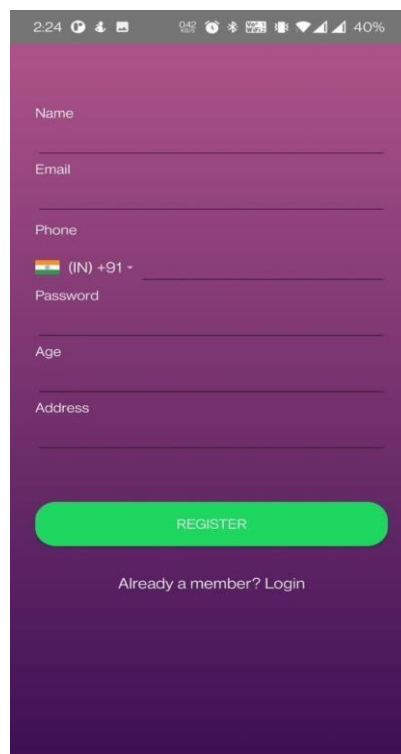 2:24 40%
Name
Email
Phone
(IN) +91
Password
Age
Address
REGISTER
Already a member? Login